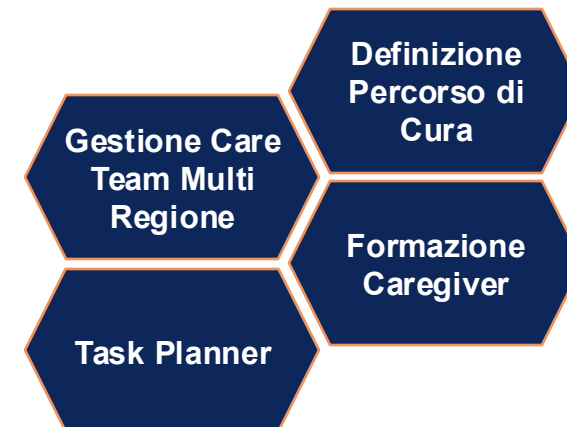 Definizione
Percorso di
Cura
Gestione Care
Team Multi
Regione
Formazione
Caregiver
Task Planner